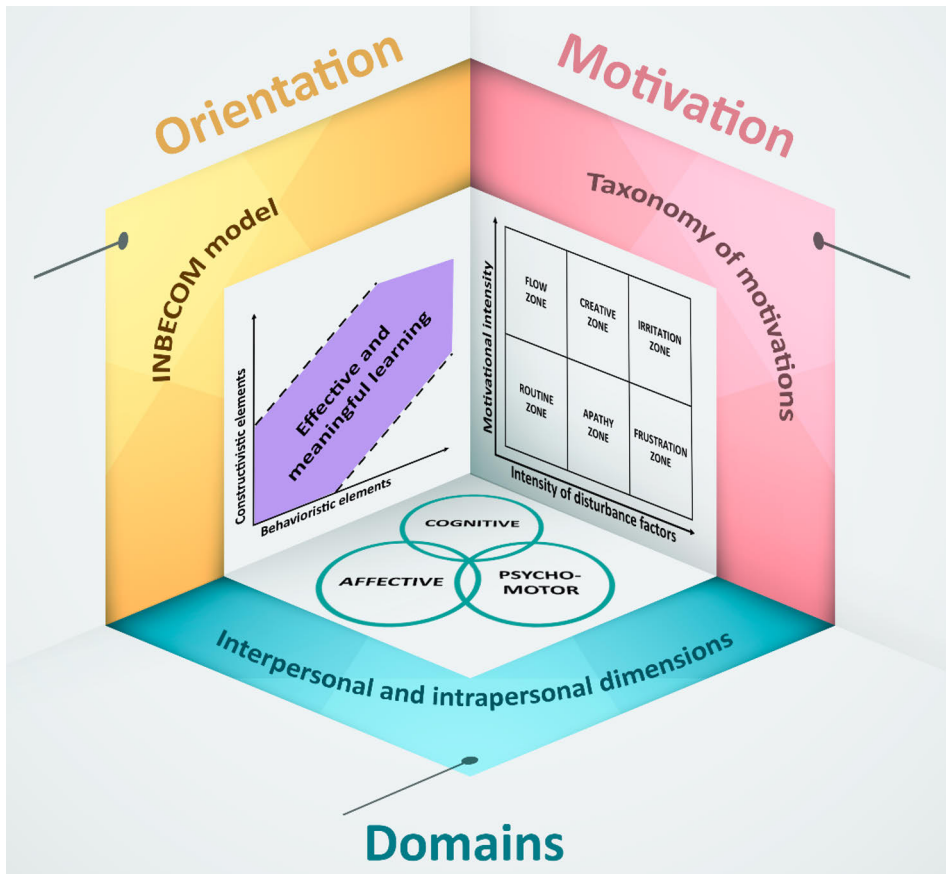 Orientation
Motivation
INBECOM model
Taxonomy of motivations
Constructivistic elements
Effective and
meaningful learning
Behavioristic elements
Motivational intensity
FLOW
ZONE
CREATIVE
ZONE
IRRITATION
ZONE
ROUTINE
ZONE
APATHY
ZONE
FRUSTRATION
ZONE
Intensity of disturbance factors
COGNITIVE
AFFECTIVE
PSYCHO-
MOTOR
Interpersonal and intrapersonal dimensions
Domains